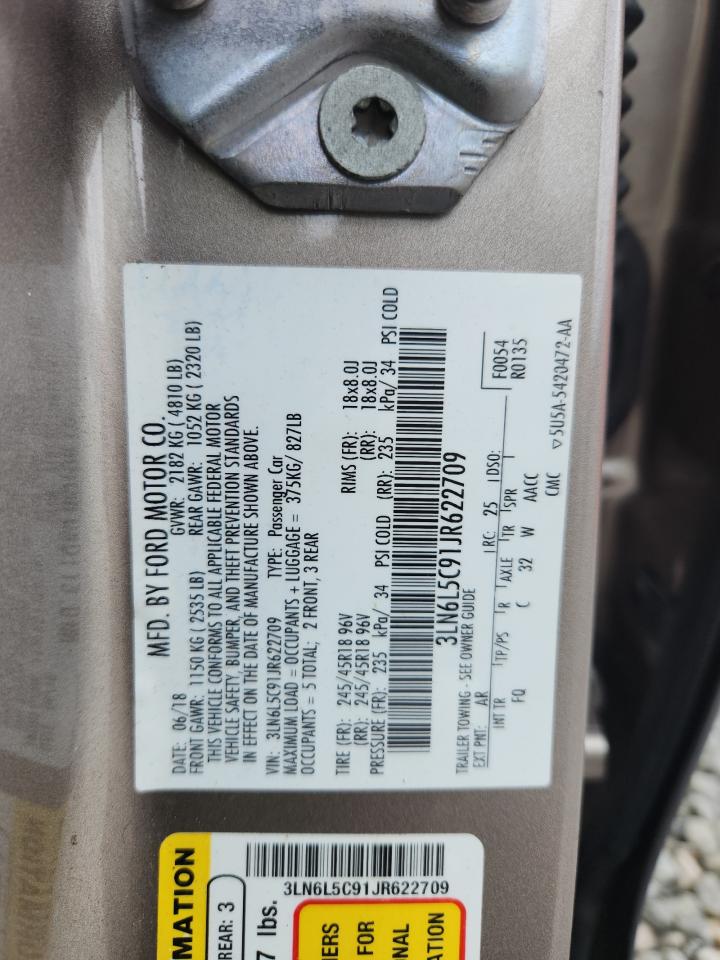 MFD. BY FORD MOTOR CO.
DATE: 06/18 GVWR: 2182 KG ( 4810 LB)
FRONT GAWR: 1150 KG ( 2535 LB) REAR GAWR: 1052 KG ( 2320 LB)
THIS VEHICLE CONFORMS TO ALL APPLICABLE FEDERAL MOTOR
VEHICLE SAFETY, BUMPER, AND THEFT PREVENTION STANDARDS
IN EFFECT ON THE DATE OF MANUFACTURE SHOWN ABOVE.
VIN: 3LN6L5C91JR622709 TYPE: Passenger Car
MAXIMUM LOAD = OCCUPANTS + LUGGAGE = 375KG/ 827LB
OCCUPANTS = 5 TOTAL; 2 FRONT, 3 REAR
TIRE (FR): 245/45R18 96V RIMS (FR): 18x8.0J
(RR): 245/45R18 96V (RR): 18x8.0J
PRESSURE (FR): 235 kPa/ 34 PSI COLD (RR): 235 kPa/ 34 PSI COLD
3LN6L5C91JR622709
TRAILER TOWING - SEE OWNER GUIDE
EXT PNT: AR RC: 25 DSO: F0054
R0135
INT TR TP/PS R AXLE TR SPR
FQ C 32 W AACC
CMC ▽5U5A-5420472-AA
3LN6L5C91JR622709
MATION
REAR: 3
7 lbs.
ERS
FOR
ONAL
ATION